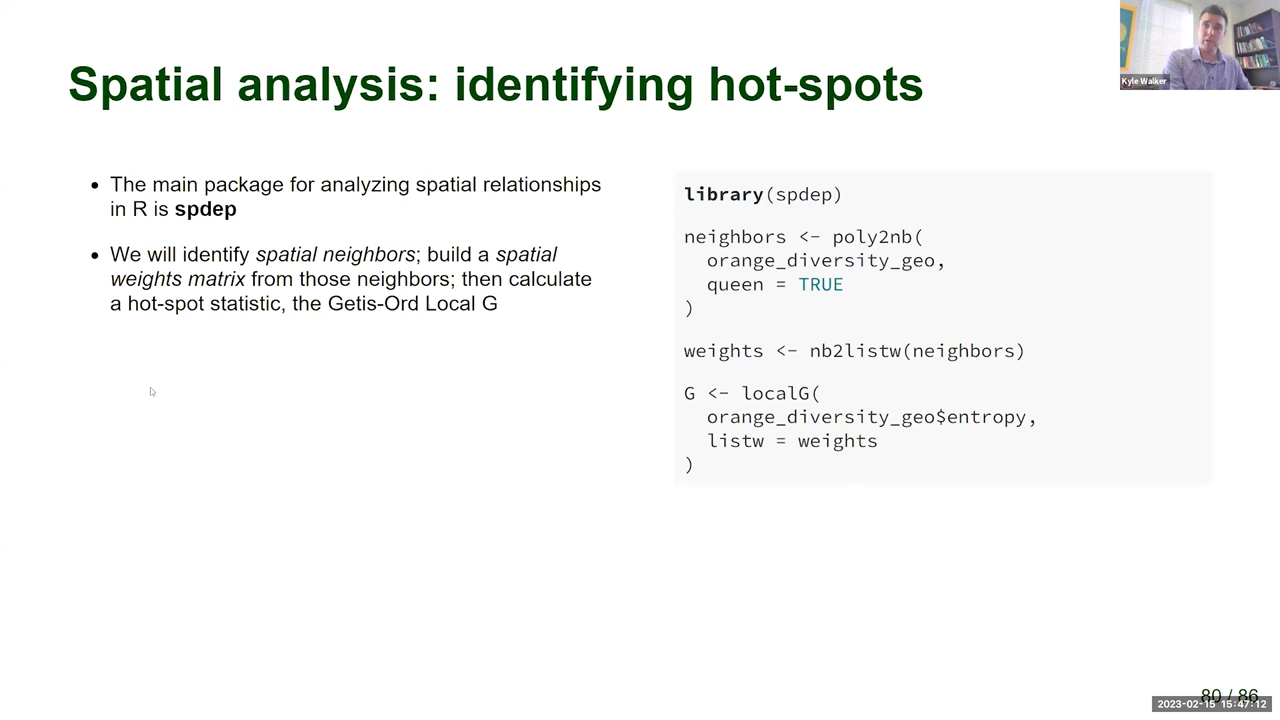 Kyle Walker
Spatial analysis: identifying hot-spots
The main package for analyzing spatial relationships
in R is spdep
We will identify spatial neighbors; build a spatial
weights matrix from those neighbors; then calculate
a hot-spot statistic, the Getis-Ord Local G
library(spdep)
neighbors <- poly2nb(
  orange_diversity_geo,
  queen = TRUE
)
weights <- nb2listw(neighbors)
G <- localG(
  orange_diversity_geo$entropy,
  listw = weights
)
80 / 86
2023-02-15 15:47:12